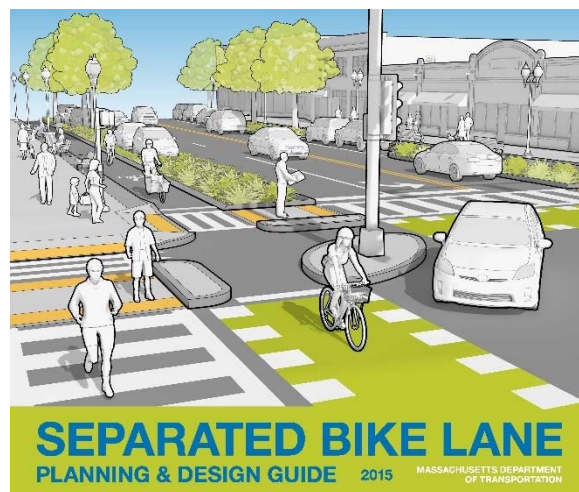 SEPARATED BIKE LANE
PLANNING & DESIGN GUIDE 2015 MASSACHUSETTS DEPARTMENT
OF TRANSPORTATION